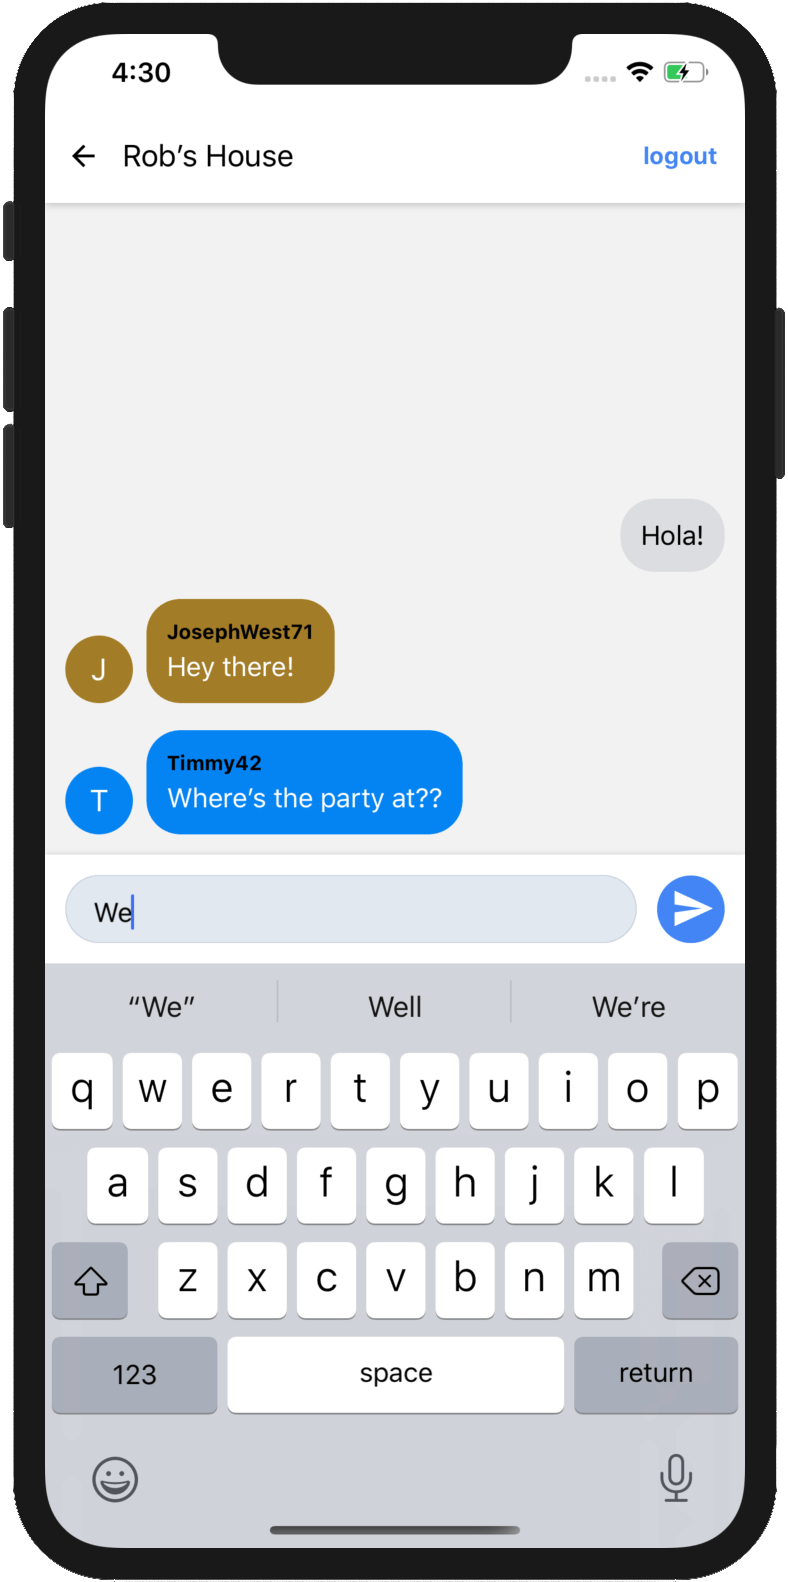 4:30
Rob’s House logout
Hola!
JosephWest71
J Hey there!
Timmy42
T Where’s the party at??
We
“We” Well We’re
q w e r t y u i o p
a s d f g h j k l
z x c v b n m
123 space return